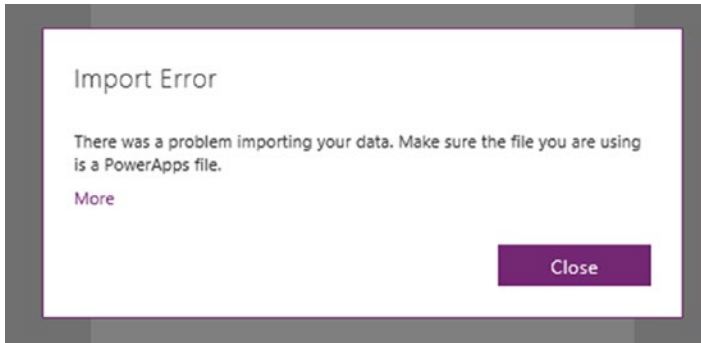 Import Error
There was a problem importing your data. Make sure the file you are using
is a PowerApps file.
More
Close